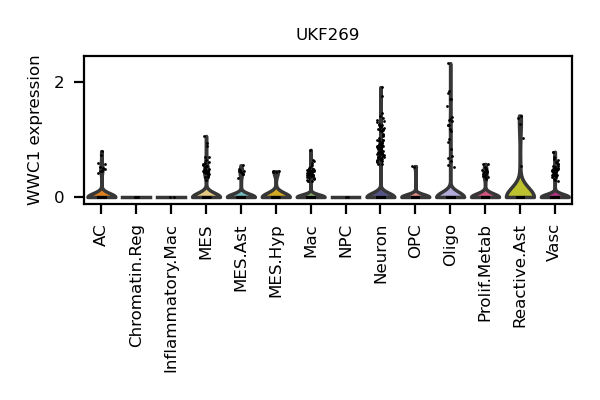 UKF269
WWC1 expression
2
0
AC
Chromatin.Reg
Inflammatory.Mac
MES
MES.Ast
MES.Hyp
Mac
NPC
Neuron
OPC
Oligo
Prolif.Metab
Reactive.Ast
Vasc